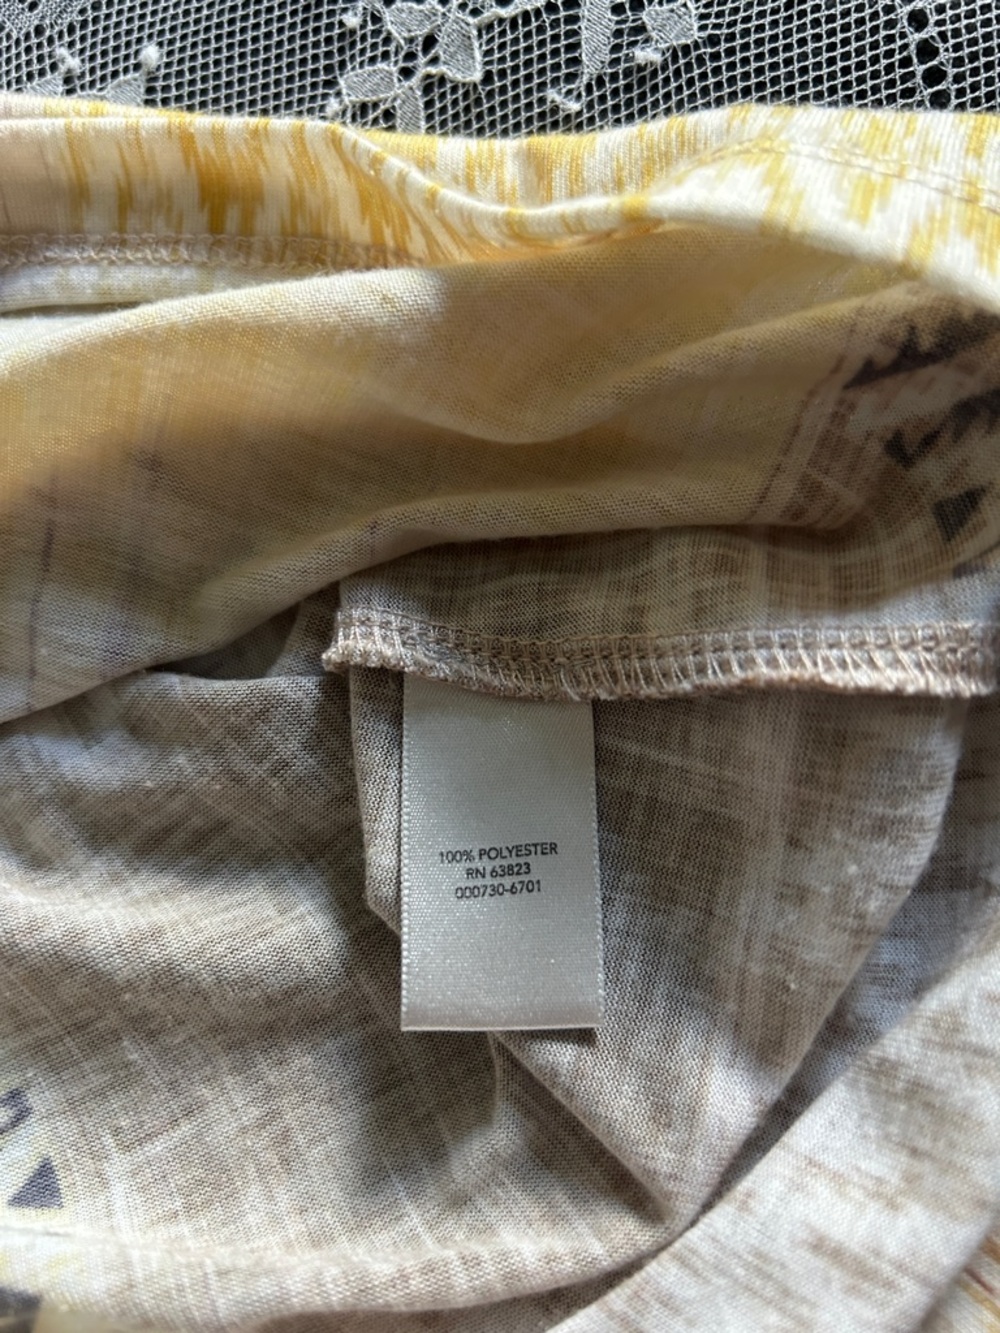 100% POLYESTER
RN 63823
000730-6701